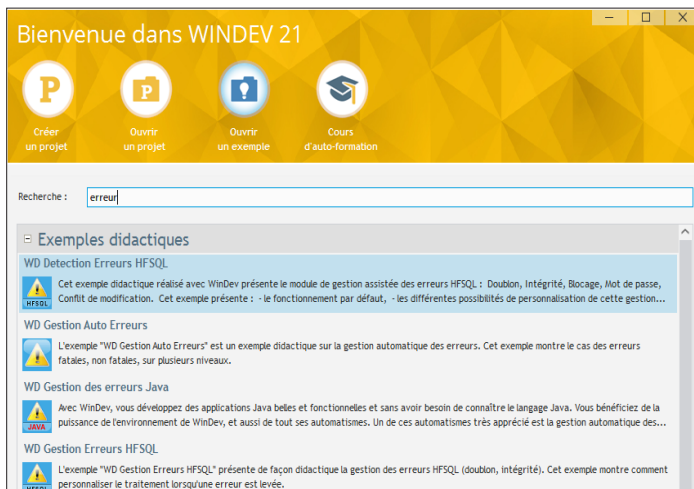 Bienvenue dans WINDEV 21
P
Créer
un projet
P
Ouvrir
un projet
Ouvrir
un exemple
Cours
d'auto-formation
Recherche :
erreur
Exemples didactiques
WD Detection Erreurs HFSQL
HFSQL
Cet exemple didactique réalisé avec WinDev présente le module de gestion assistée des erreurs HFSQL : Doublon, Intégrité, Blocage, Mot de passe,
Conflit de modification. Cet exemple présente : - le fonctionnement par défaut, - les différentes possibilités de personnalisation de cette gestion...
WD Gestion Auto Erreurs
L'exemple "WD Gestion Auto Erreurs" est un exemple didactique sur la gestion automatique des erreurs. Cet exemple montre le cas des erreurs
fatales, non fatales, sur plusieurs niveaux.
WD Gestion des erreurs Java
JAVA
Avec WinDev, vous développez des applications Java belles et fonctionnelles et sans avoir besoin de connaître le langage Java. Vous bénéficiez de la
puissance de l'environnement de WinDev, et aussi de tout ses automatismes. Un de ces automatismes très apprécié est la gestion automatique des...
WD Gestion Erreurs HFSQL
HFSQL
L'exemple "WD Gestion Erreurs HFSQL" présente de façon didactique la gestion des erreurs HFSQL (doublon, intégrité). Cet exemple montre comment
personnaliser le traitement lorsqu'une erreur est levée.